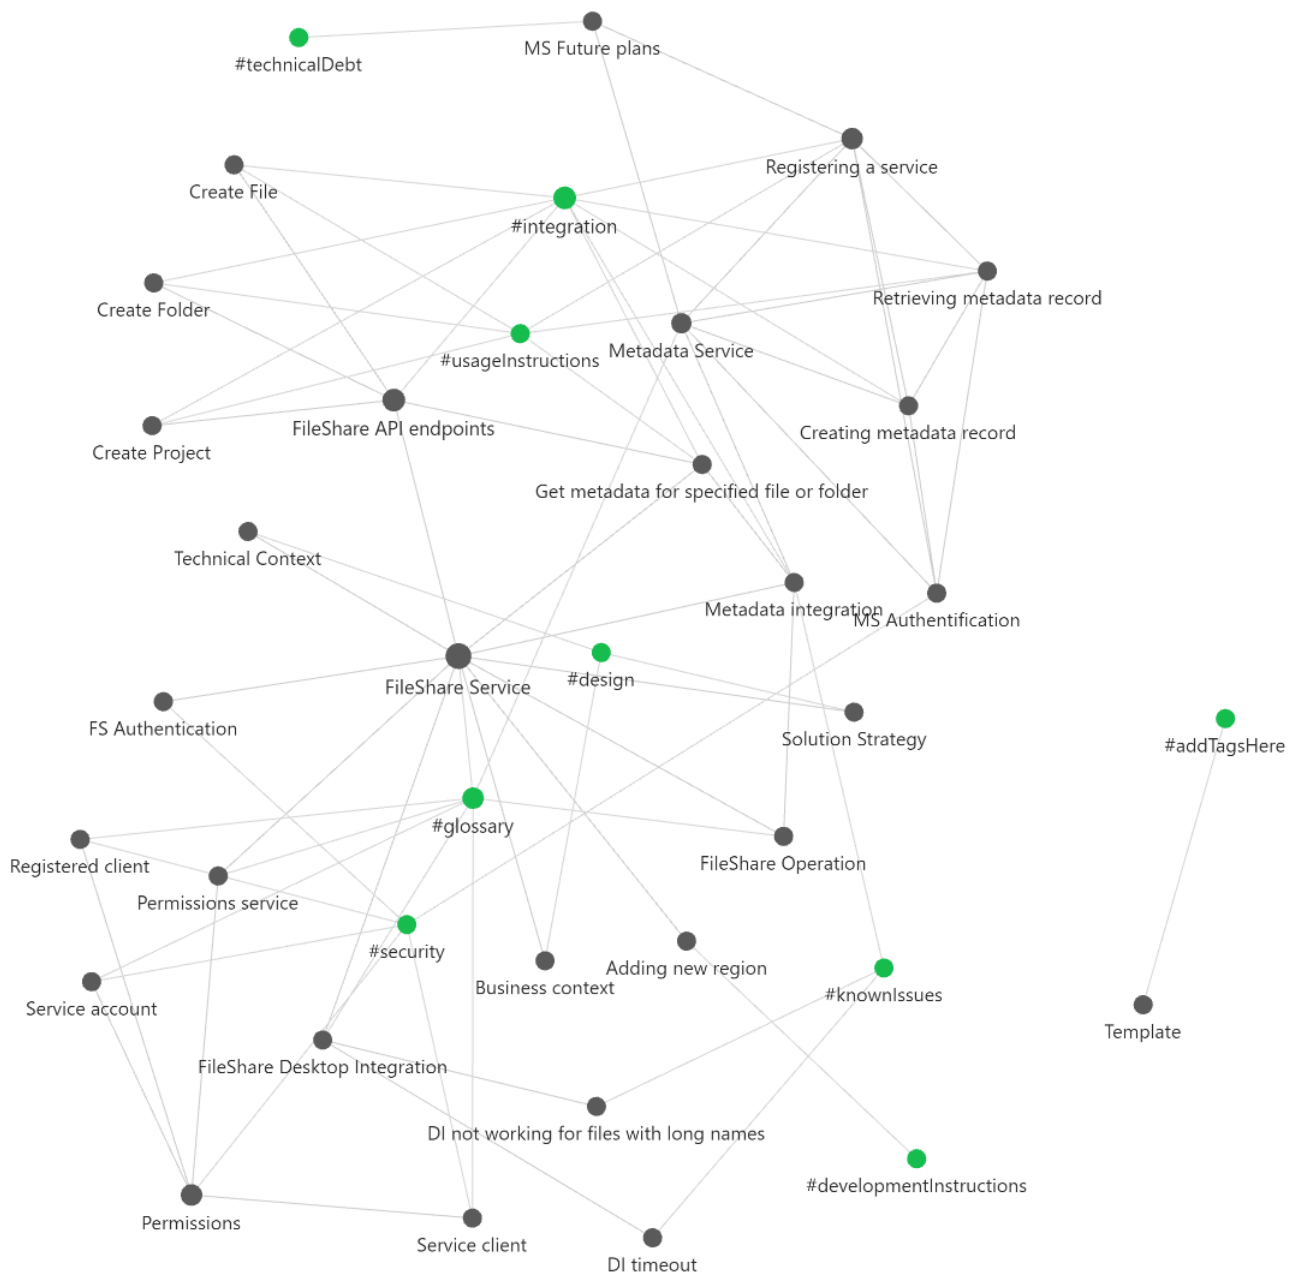 MS Future plans
#technicalDebt
Registering a service
Create File
#integration
Retrieving metadata record
Create Folder
Metadata Service
#usageInstructions
FileShare API endpoints
Creating metadata record
Create Project
Get metadata for specified file or folder
Technical Context
Metadata integration
MS Authentification
#design
FileShare Service
FS Authentication
Solution Strategy
#addTagsHere
#glossary
FileShare Operation
Registered client
Permissions service
#security
Adding new region
Business context
#knownIssues
Service account
Template
FileShare Desktop Integration
DI not working for files with long names
#developmentInstructions
Permissions
Service client
DI timeout